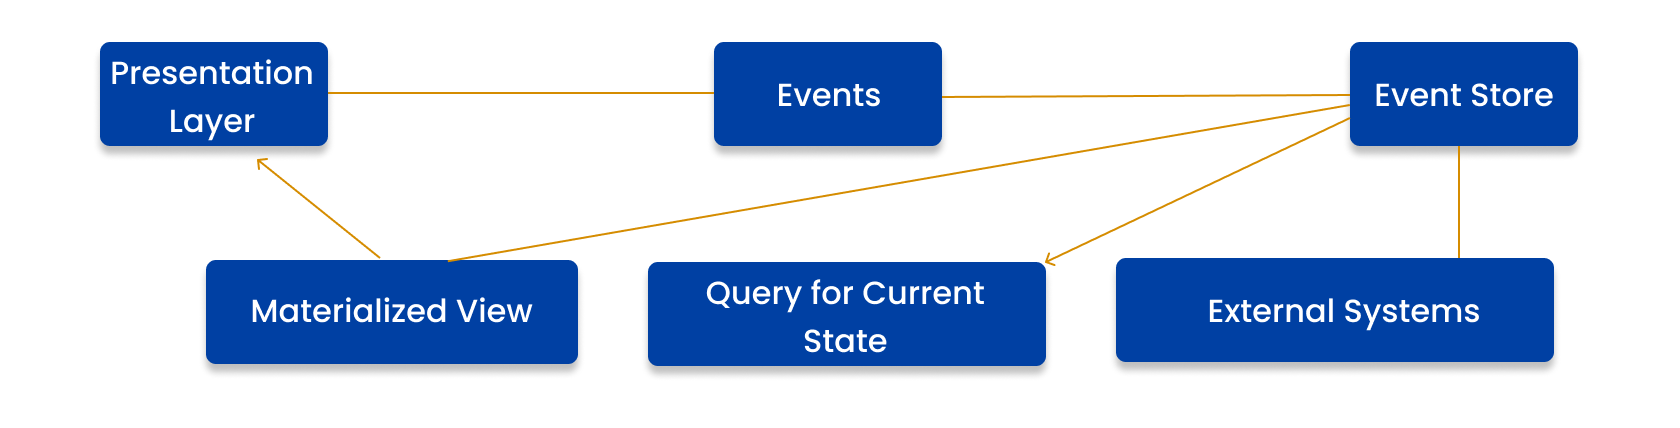 Presentation
Layer
Events
Event Store
Materialized View
Query for Current
State
External Systems